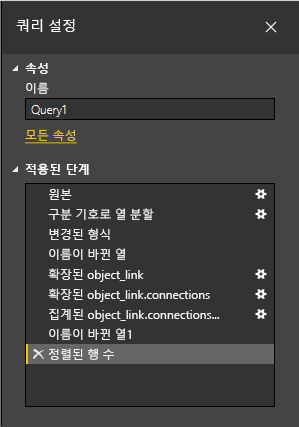 쿼리 설정
속성
이름
Query1
모든 속성
적용된 단계
원본
구분 기호로 열 분할
변경된 형식
이름이 바뀐 열
확장된 object_link
확장된 object_link.connections
집계된 object_link.connections...
이름이 바뀐 열1
정렬된 행 수